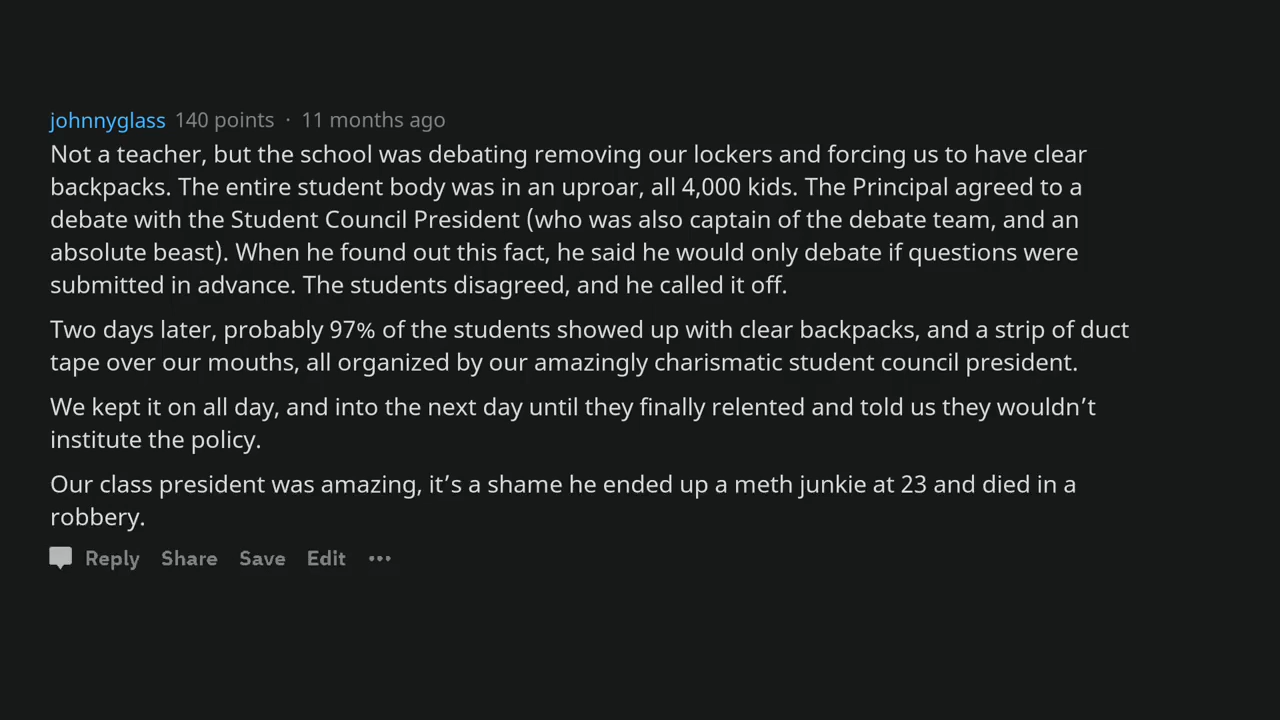 johnnyglass 140 points · 11 months ago
Not a teacher, but the school was debating removing our lockers and forcing us to have clear
backpacks. The entire student body was in an uproar, all 4,000 kids. The Principal agreed to a
debate with the Student Council President (who was also captain of the debate team, and an
absolute beast). When he found out this fact, he said he would only debate if questions were
submitted in advance. The students disagreed, and he called it off.
Two days later, probably 97% of the students showed up with clear backpacks, and a strip of duct
tape over our mouths, all organized by our amazingly charismatic student council president.
We kept it on all day, and into the next day until they finally relented and told us they wouldn’t
institute the policy.
Our class president was amazing, it’s a shame he ended up a meth junkie at 23 and died in a
robbery.
Reply Share Save Edit •••